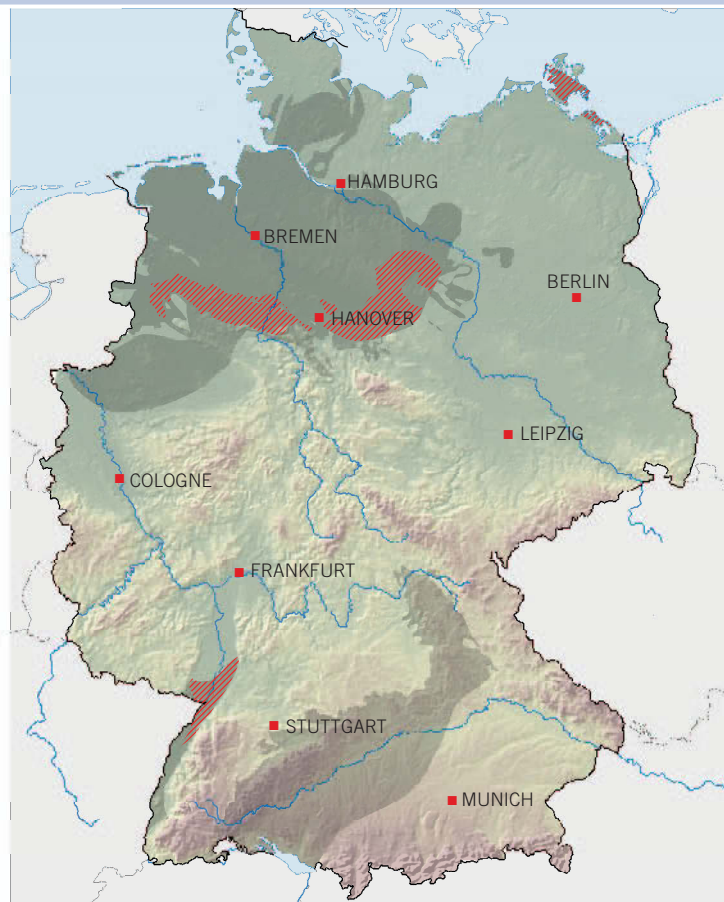 HAMBURG
BREMEN
BERLIN
HANOVER
LEIPZIG
COLOGNE
FRANKFURT
STUTTGART
MUNICH